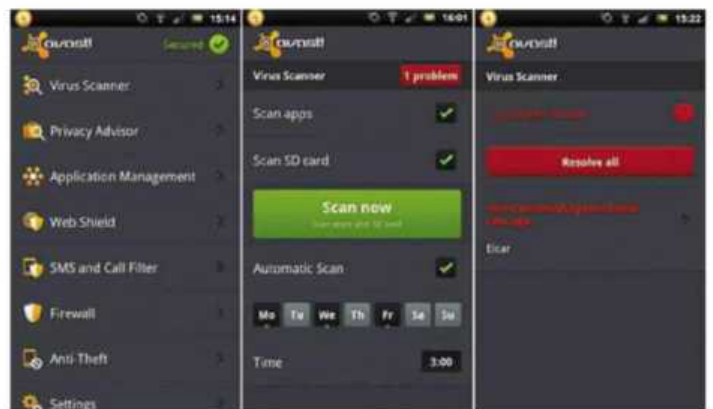 15:14
avast!
Secured
Virus Scanner
Privacy Advisor
Application Management
Web Shield
SMS and Call Filter
Firewall
Anti-Theft
Settings
16:01
avast!
Virus Scanner
1 problem
Scan apps
Scan SD card
Scan now
Automatic Scan
Mo Tu We Th Fr Sa Su
Time
3:00
15:22
avast!
Virus Scanner
Resolve all
Eicar